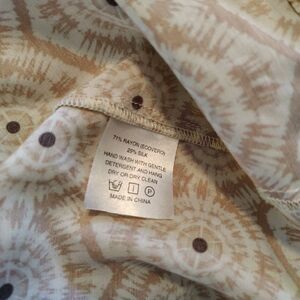 71% RAYON (ECOVERO)
29% SILK
HAND WASH WITH GENTLE
DETERGENT AND HANG
DRY OR DRY CLEAN
P
MADE IN CHINA